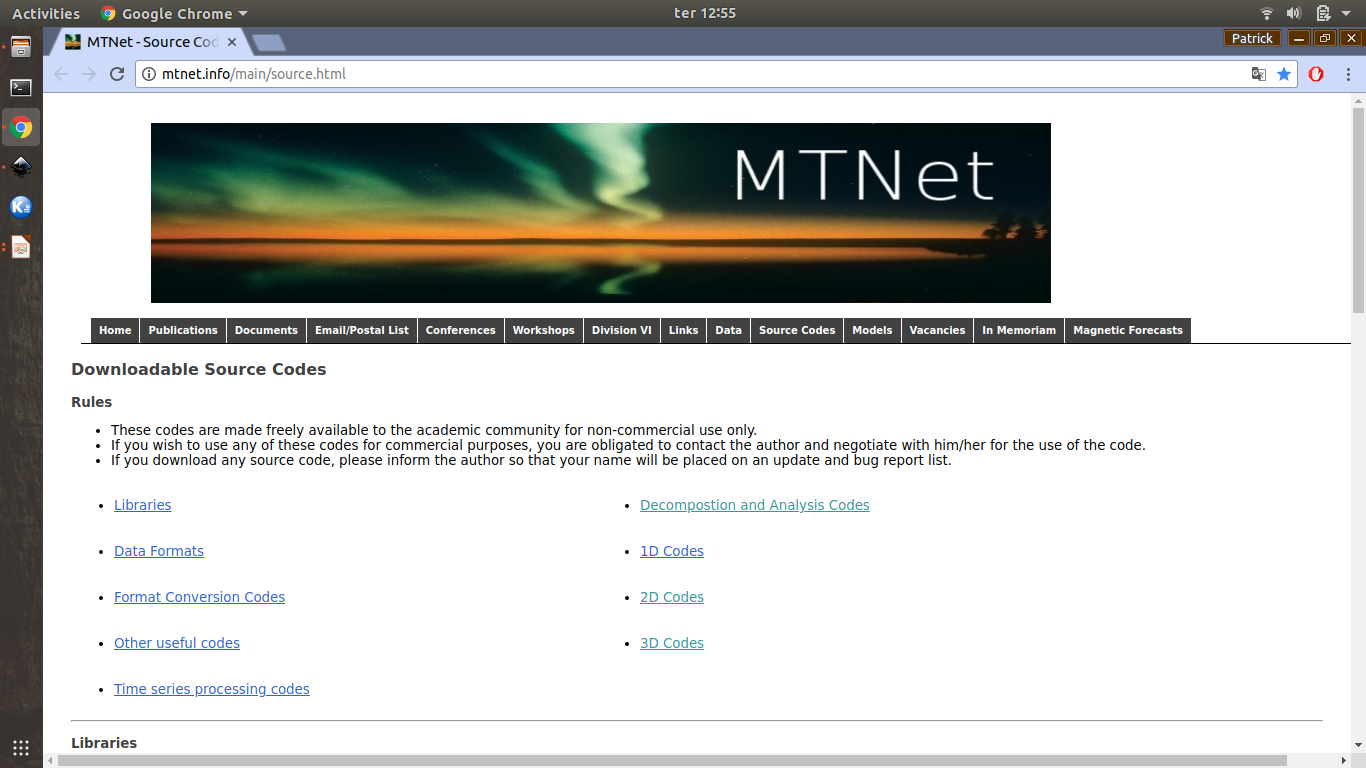 Activities Google Chrome ter 12:55
MTNet - Source Cod Patrick
mtnet.info/main/source.html
MTNet
Home Publications Documents Email/Postal List Conferences Workshops Division VI Links Data Source Codes Models Vacancies In Memoriam Magnetic Forecasts
Downloadable Source Codes
Rules
These codes are made freely available to the academic community for non-commercial use only.
If you wish to use any of these codes for commercial purposes, you are obligated to contact the author and negotiate with him/her for the use of the code.
If you download any source code, please inform the author so that your name will be placed on an update and bug report list.
Libraries Decompostion and Analysis Codes
Data Formats 1D Codes
Format Conversion Codes 2D Codes
Other useful codes 3D Codes
Time series processing codes
Libraries